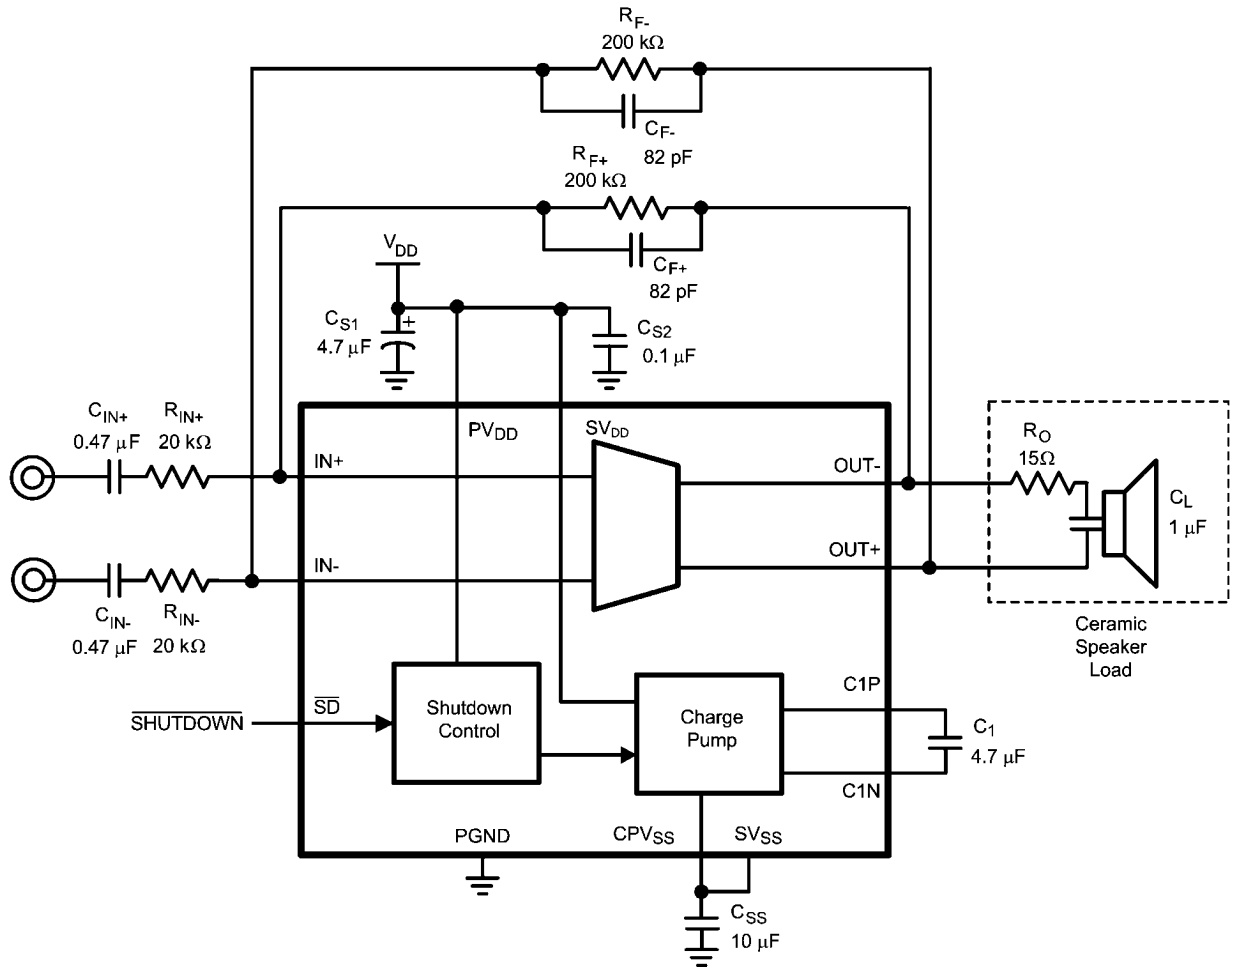 RF-
200 kΩ
CF-
82 pF
RF+
200 kΩ
CF+
82 pF
VDD
+
CS1
4.7 µF
CS2
0.1 µF
CIN+
0.47 µF
RIN+
20 kΩ
PVDD
SVDD
IN+
OUT-
RO
15Ω
CL
1 µF
OUT+
IN-
CIN-
0.47 µF
RIN-
20 kΩ
Ceramic
Speaker
Load
SHUTDOWN
SD
Shutdown
Control
Charge
Pump
C1P
C1
4.7 µF
C1N
PGND
CPVSS
SVSS
CSS
10 µF